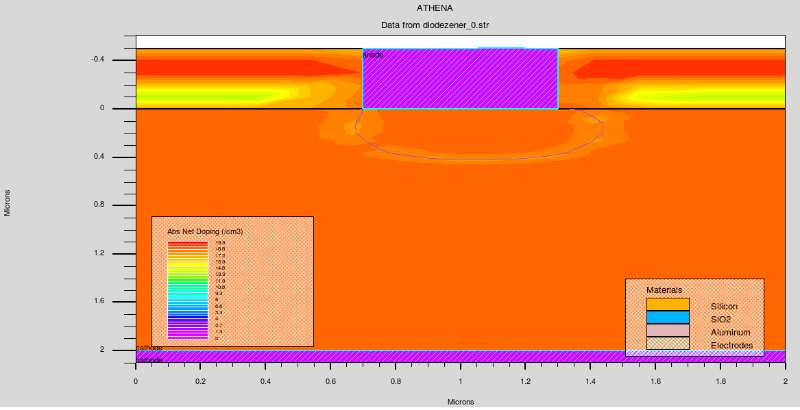 ATHENA
Data from diodezener_0.str
anode
-0.4
0
0.4
0.8
1.2
1.6
2
Microns
Abs Net Doping (/cm3)
Materials
Silicon
SiO2
Aluminum
Electrodes
cathode
cathode
0
0.2
0.4
0.6
0.8
1
1.2
1.4
1.6
1.8
2
Microns